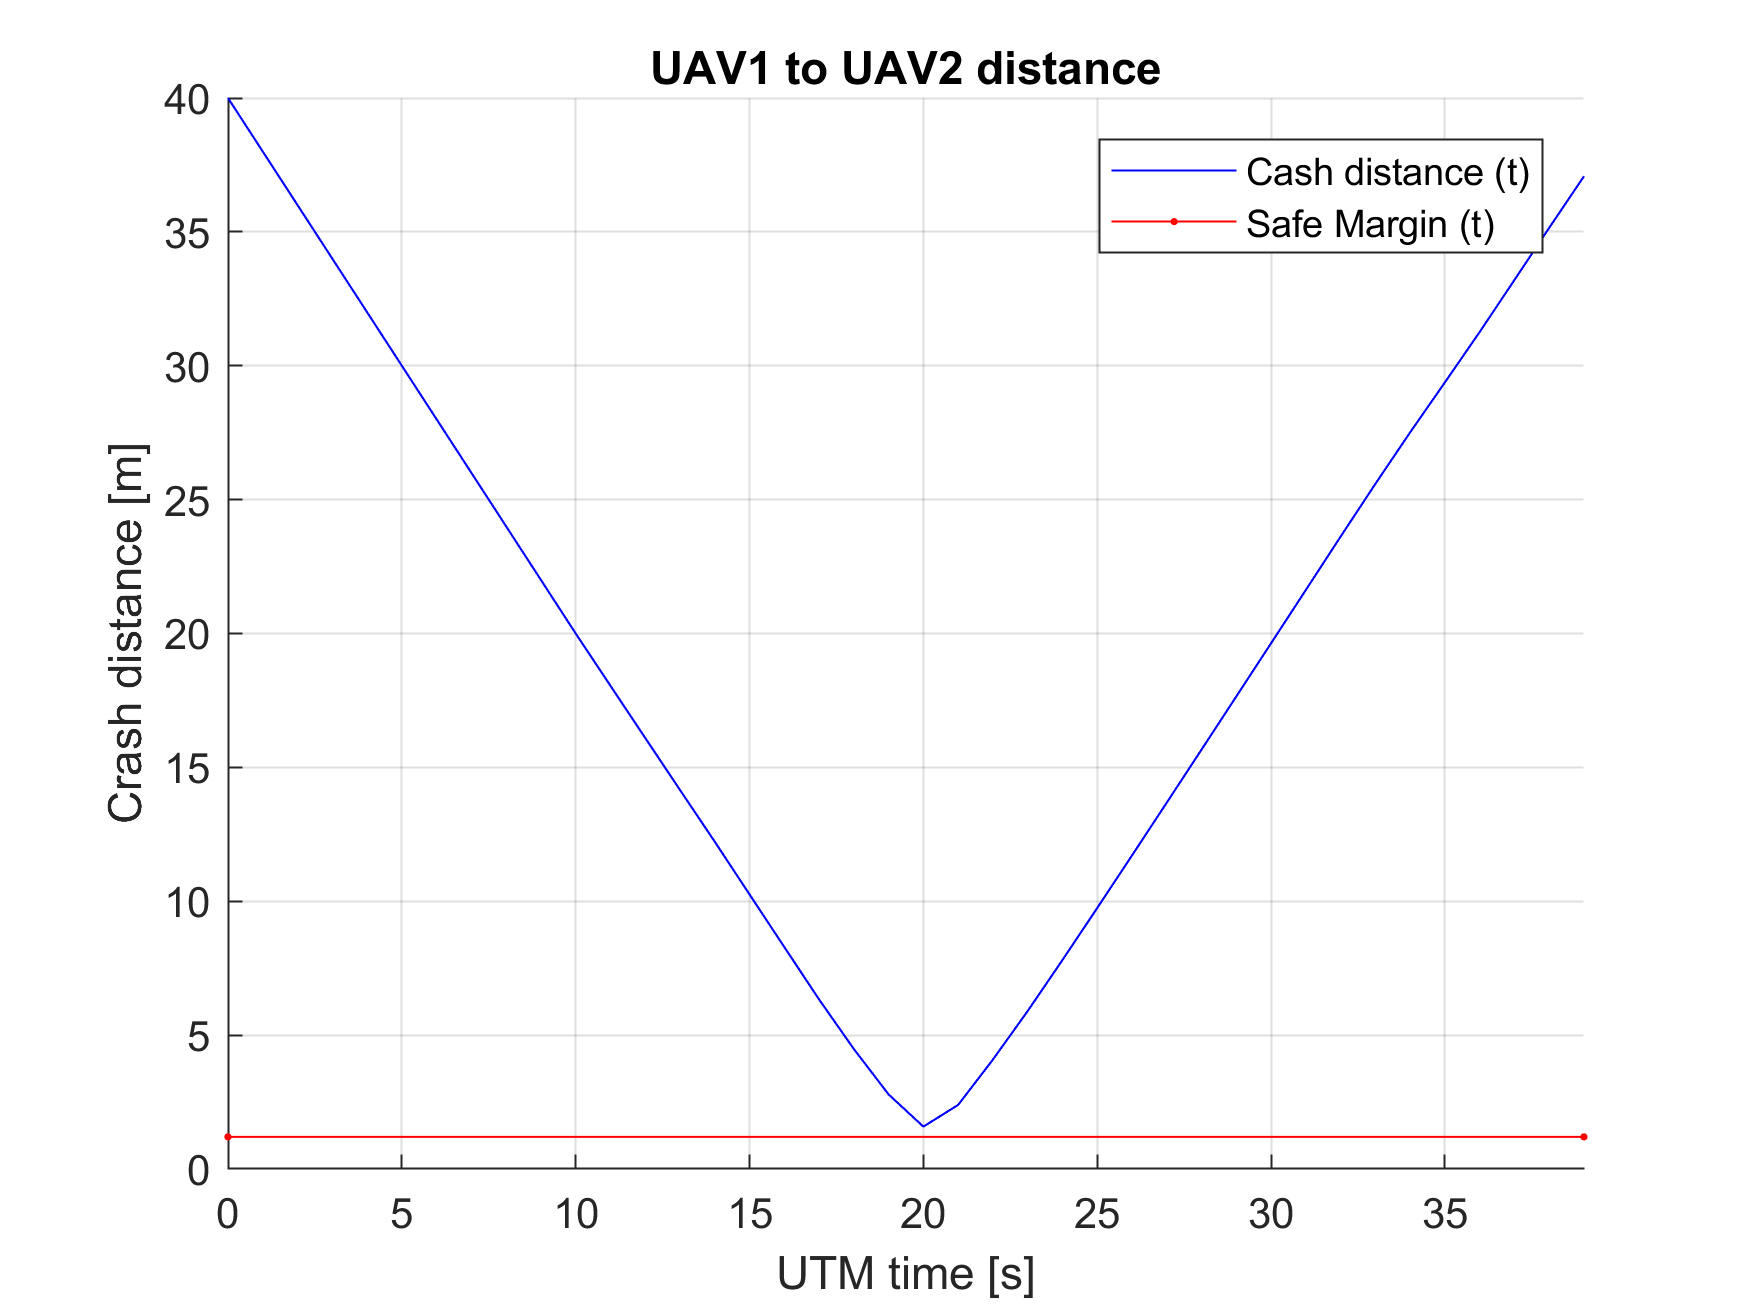 UAV1 to UAV2 distance
Cash distance (t)
Safe Margin (t)
Crash distance [m]
40
35
30
25
20
15
10
5
0
0 5 10 15 20 25 30 35
UTM time [s]